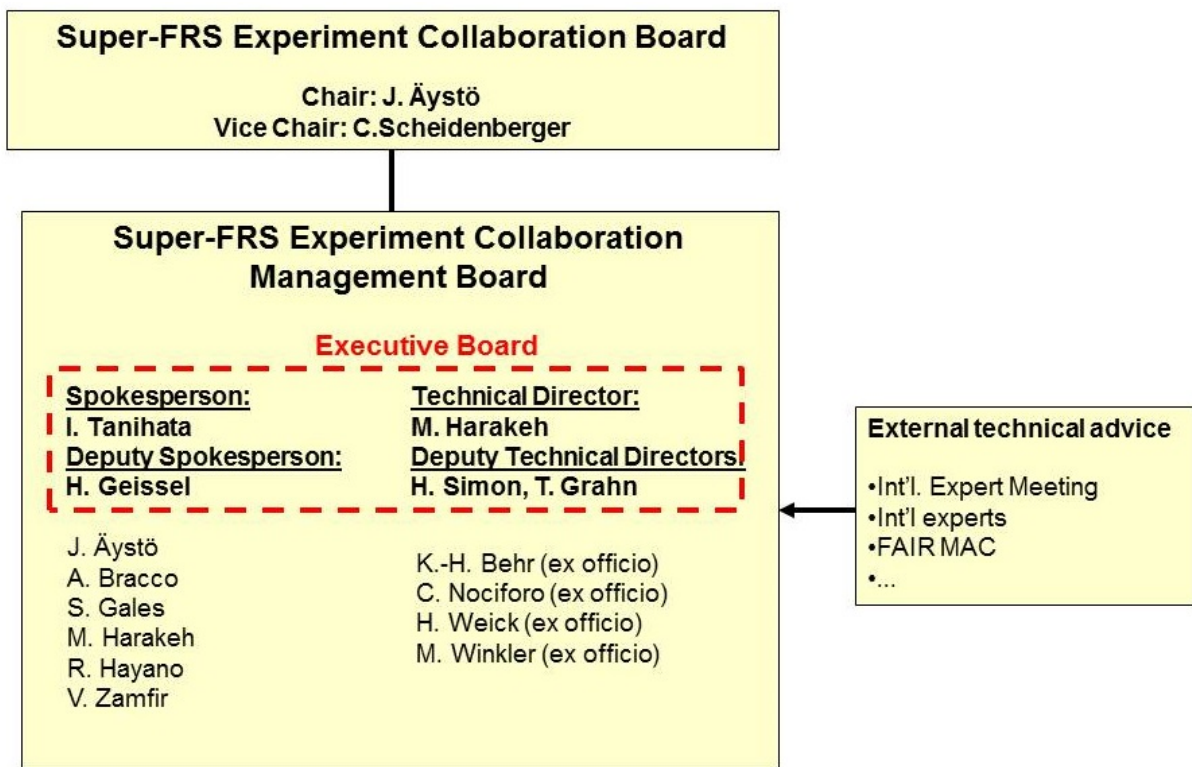 Super-FRS Experiment Collaboration Board
Chair: J. Äystö
Vice Chair: C.Scheidenberger
Super-FRS Experiment Collaboration
Management Board
Executive Board
Spokesperson:
I. Tanihata
Deputy Spokesperson:
H. Geissel
Technical Director:
M. Harakeh
Deputy Technical Directors:
H. Simon, T. Grahn
J. Äystö
A. Bracco
S. Gales
M. Harakeh
R. Hayano
V. Zamfir
K.-H. Behr (ex officio)
C. Nociforo (ex officio)
H. Weick (ex officio)
M. Winkler (ex officio)
External technical advice
•Int'l. Expert Meeting
•Int'l experts
•FAIR MAC
•...